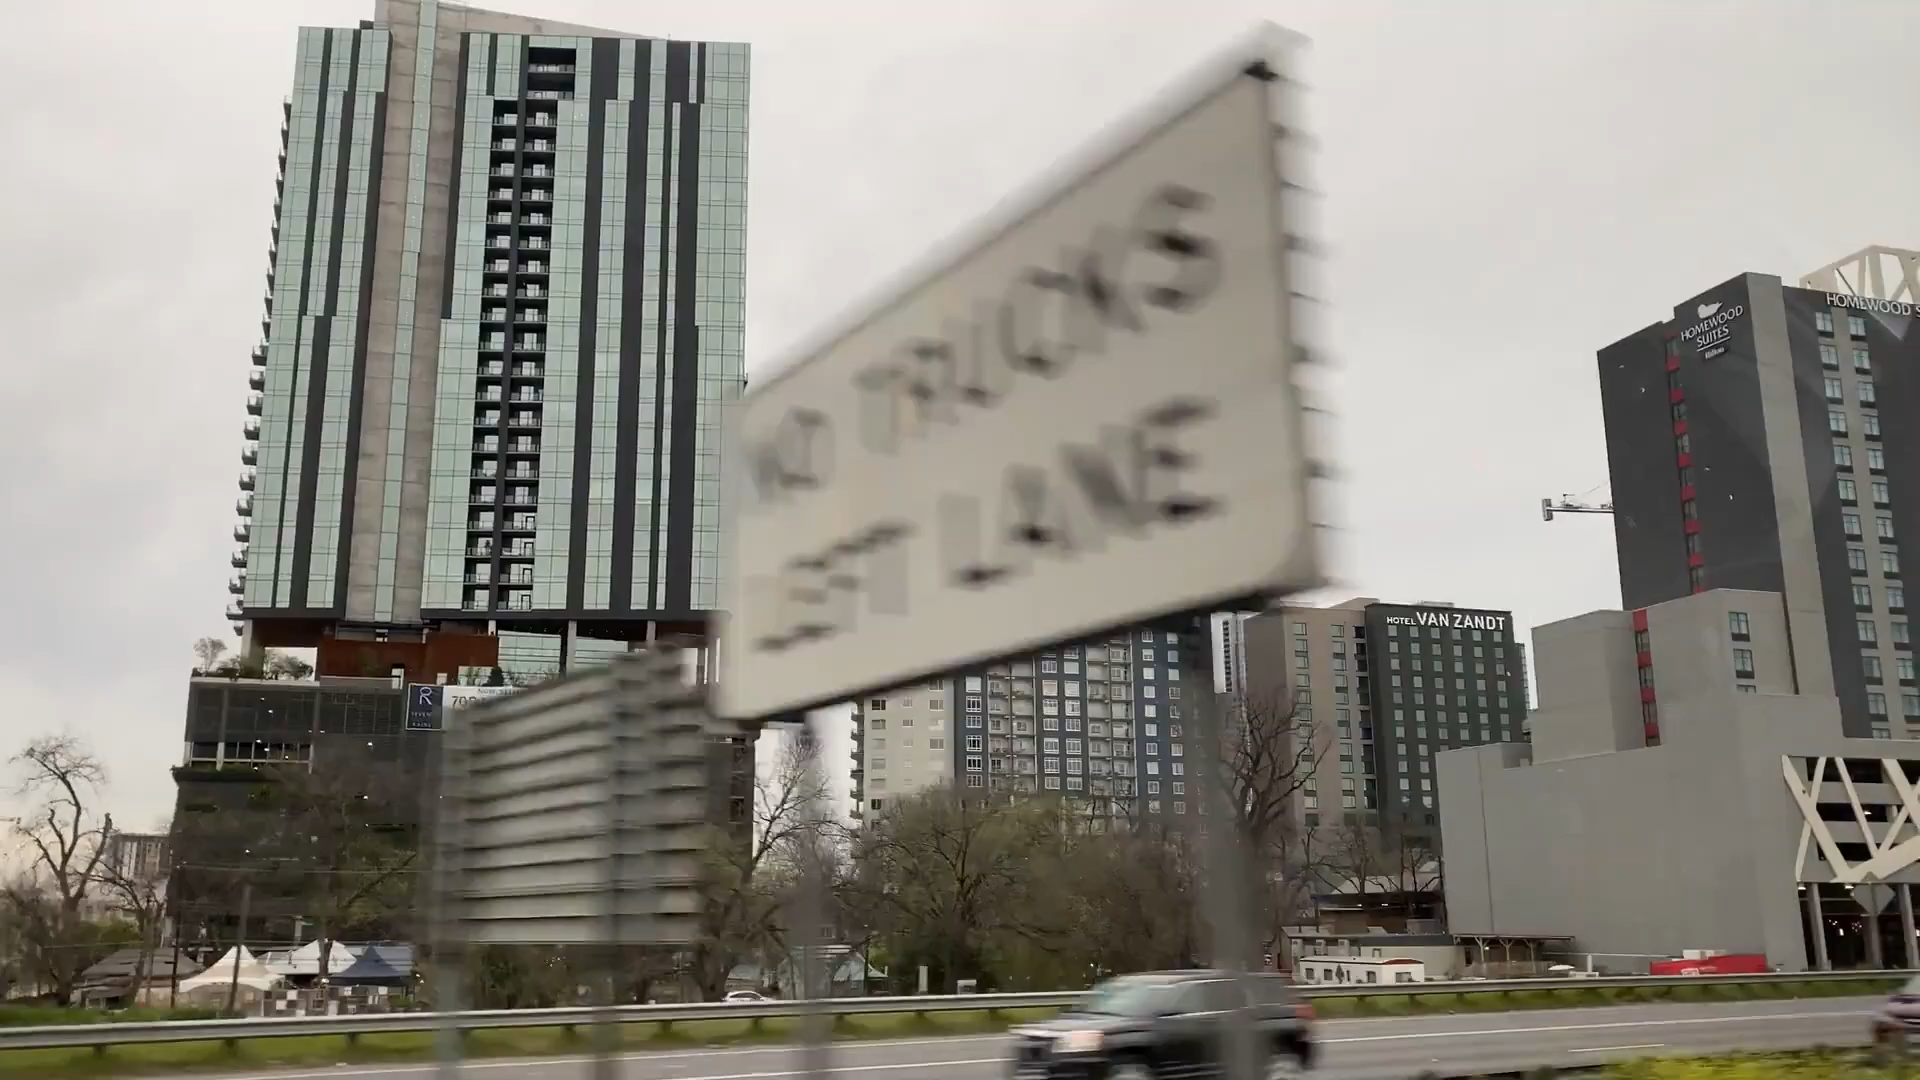 NO TRUCKS
LEFT LANE
HOMEWOOD
SUITES
Hilton
HOMEWOOD S
HOTEL VAN ZANDT
R